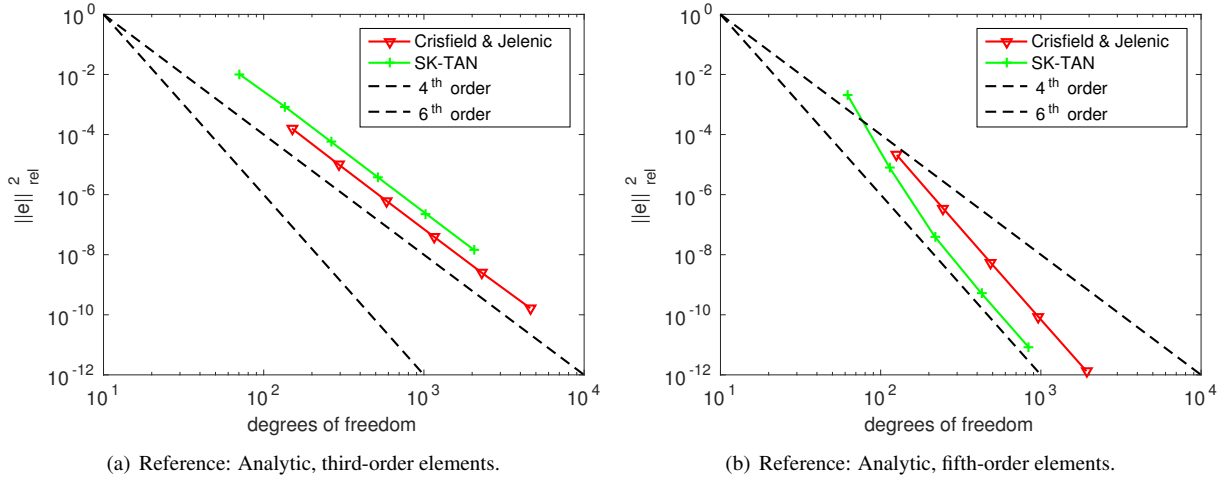 10^0
10^-2
10^-4
10^-6
10^-8
10^-10
10^-12
||e||^2_rel
10^1
10^2
10^3
10^4
degrees of freedom
Crisfield & Jelenic
SK-TAN
4^th order
6^th order
(a) Reference: Analytic, third-order elements.
10^0
10^-2
10^-4
10^-6
10^-8
10^-10
10^-12
||e||^2_rel
10^1
10^2
10^3
10^4
degrees of freedom
Crisfield & Jelenic
SK-TAN
4^th order
6^th order
(b) Reference: Analytic, fifth-order elements.